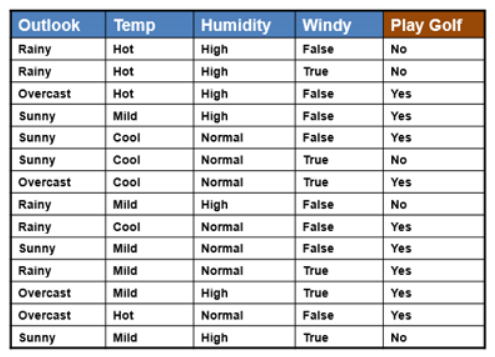 Outlook Temp Humidity Windy Play Golf
Rainy Hot High False No
Rainy Hot High True No
Overcast Hot High False Yes
Sunny Mild High False Yes
Sunny Cool Normal False Yes
Sunny Cool Normal True No
Overcast Cool Normal True Yes
Rainy Mild High False No
Rainy Cool Normal False Yes
Sunny Mild Normal False Yes
Rainy Mild Normal True Yes
Overcast Mild High True Yes
Overcast Hot Normal False Yes
Sunny Mild High True No